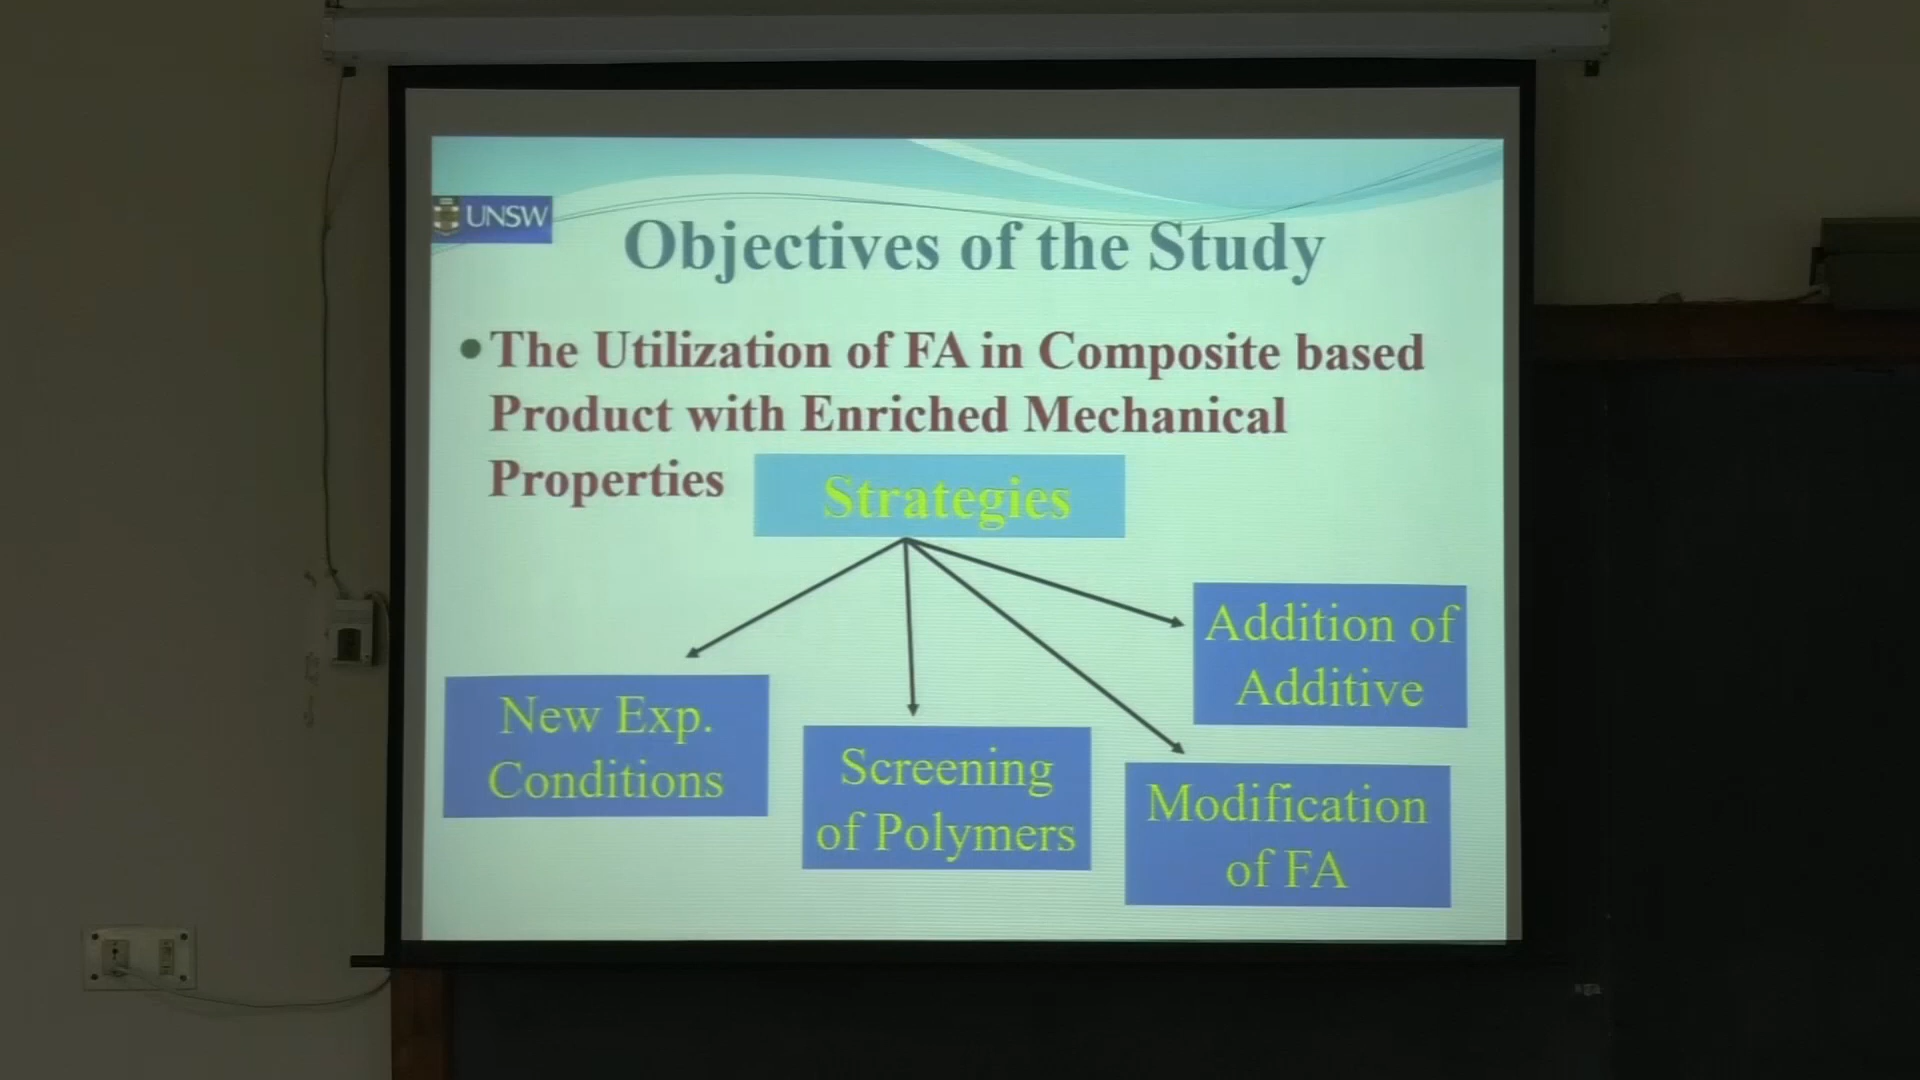 UNSW
Objectives of the Study
•The Utilization of FA in Composite based
Product with Enriched Mechanical
Properties
Strategies
New Exp.
Conditions
Screening
of Polymers
Modification
of FA
Addition of
Additive